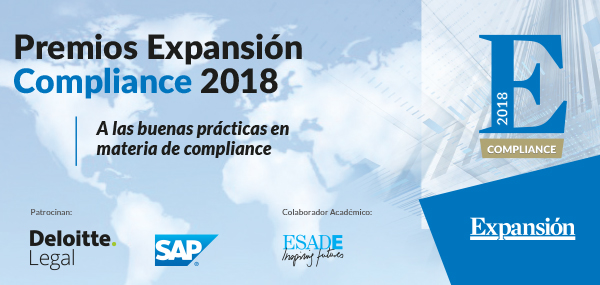 Premios Expansión
Compliance 2018
A las buenas prácticas en
materia de compliance
E
2018
COMPLIANCE
Patrocinan:
Deloitte.
Legal
SAP®
Colaborador Académico:
ESADE
Inspiring futures
Expansión